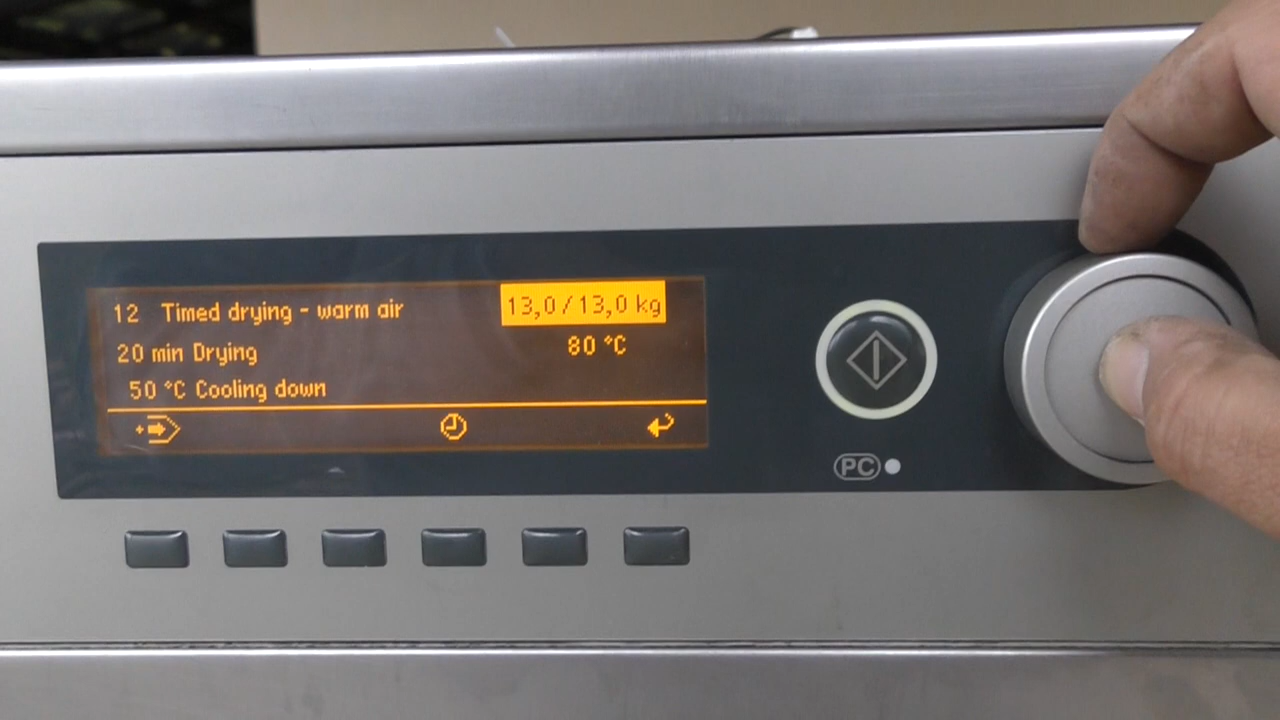 12 Timed drying - warm air 13,0/13,0 kg
20 min Drying 80 °C
50 °C Cooling down
PC